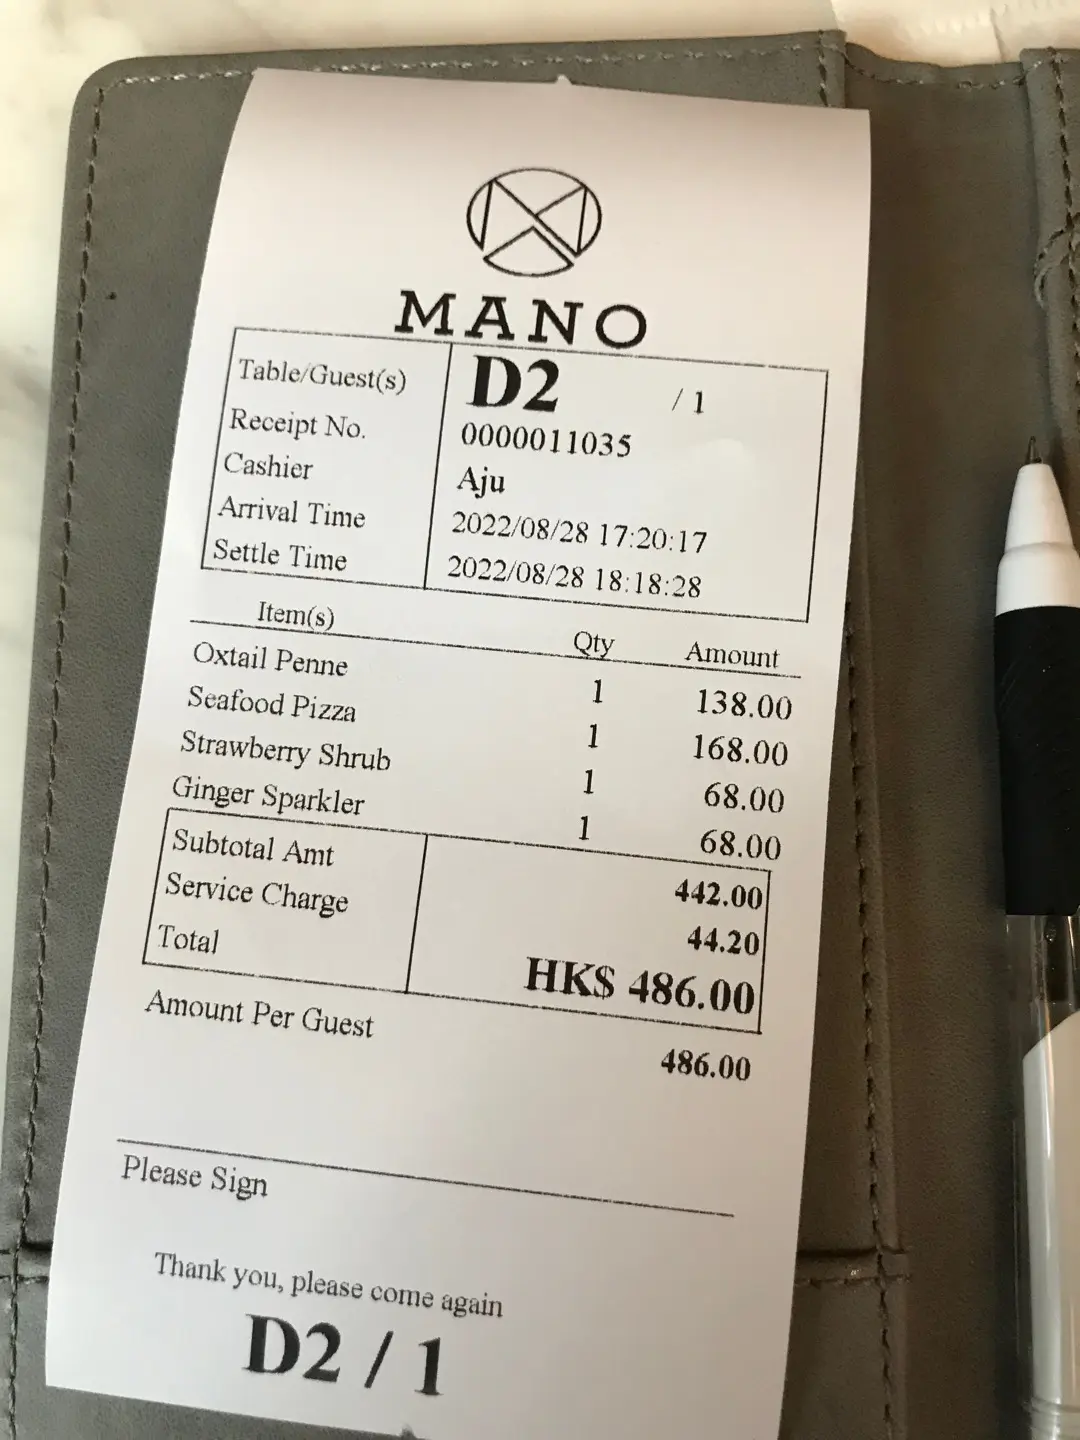 MANO
Table/Guest(s) D2 / 1
Receipt No. 0000011035
Cashier Aju
Arrival Time 2022/08/28 17:20:17
Settle Time 2022/08/28 18:18:28
Item(s) Qty Amount
Oxtail Penne 1 138.00
Seafood Pizza 1 168.00
Strawberry Shrub 1 68.00
Ginger Sparkler 1 68.00
Subtotal Amt 442.00
Service Charge 44.20
Total HK$ 486.00
Amount Per Guest 486.00
Please Sign
Thank you, please come again
D2 / 1